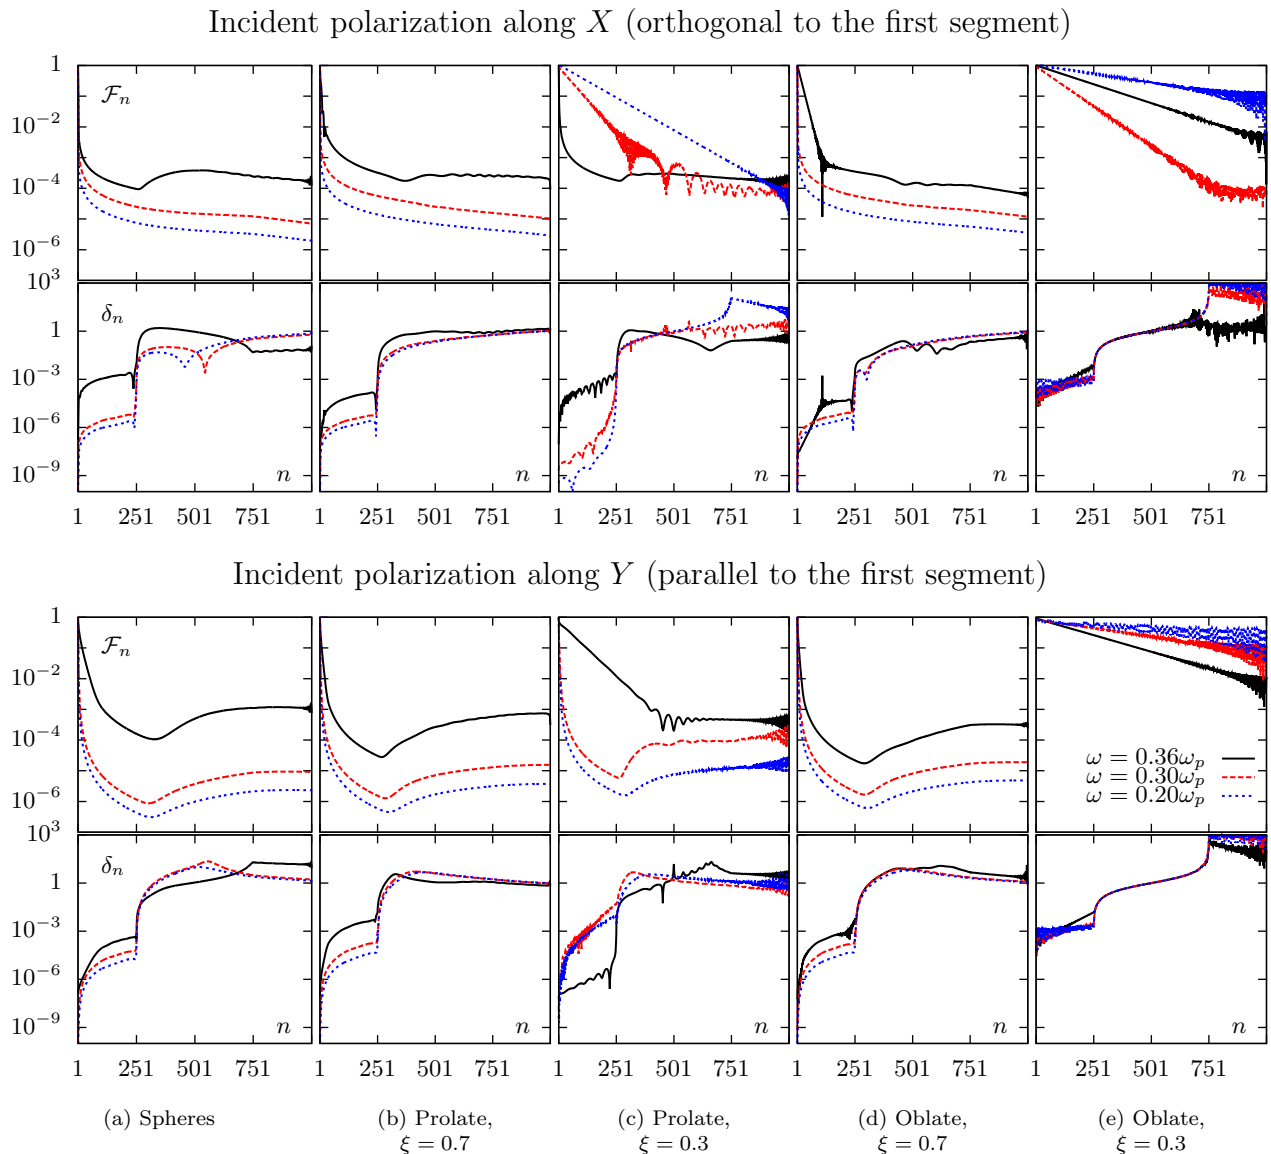 Incident polarization along X (orthogonal to the first segment)
1
10⁻²
10⁻⁴
10⁻⁶
ℱₙ
10³
1
10⁻³
10⁻⁶
10⁻⁹
δₙ
n n n n
1 251 501 751 1 251 501 751 1 251 501 751 1 251 501 751 1 251 501 751
Incident polarization along Y (parallel to the first segment)
1
10⁻²
10⁻⁴
10⁻⁶
ℱₙ
ω = 0.36ωₚ
ω = 0.30ωₚ
ω = 0.20ωₚ
10³
1
10⁻³
10⁻⁶
10⁻⁹
δₙ
n n n n n
1 251 501 751 1 251 501 751 1 251 501 751 1 251 501 751 1 251 501 751
(a) Spheres
(b) Prolate,
ξ = 0.7
(c) Prolate,
ξ = 0.3
(d) Oblate,
ξ = 0.7
(e) Oblate,
ξ = 0.3